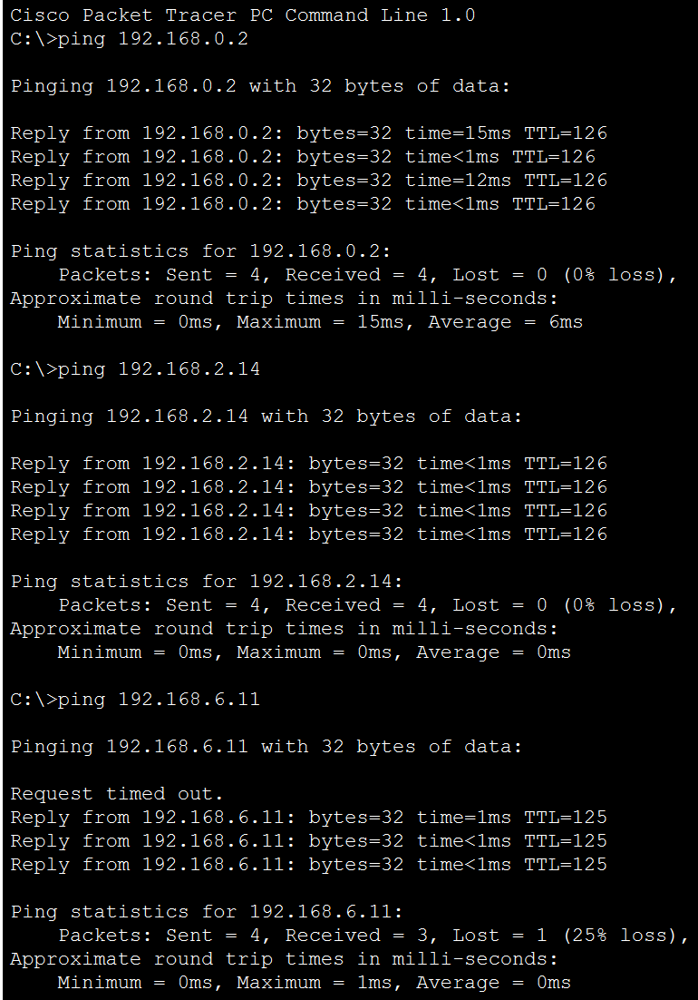 Cisco Packet Tracer PC Command Line 1.0
C:\>ping 192.168.0.2
Pinging 192.168.0.2 with 32 bytes of data:
Reply from 192.168.0.2: bytes=32 time=15ms TTL=126
Reply from 192.168.0.2: bytes=32 time<1ms TTL=126
Reply from 192.168.0.2: bytes=32 time=12ms TTL=126
Reply from 192.168.0.2: bytes=32 time<1ms TTL=126
Ping statistics for 192.168.0.2:
    Packets: Sent = 4, Received = 4, Lost = 0 (0% loss),
Approximate round trip times in milli-seconds:
    Minimum = 0ms, Maximum = 15ms, Average = 6ms
C:\>ping 192.168.2.14
Pinging 192.168.2.14 with 32 bytes of data:
Reply from 192.168.2.14: bytes=32 time<1ms TTL=126
Reply from 192.168.2.14: bytes=32 time<1ms TTL=126
Reply from 192.168.2.14: bytes=32 time<1ms TTL=126
Reply from 192.168.2.14: bytes=32 time<1ms TTL=126
Ping statistics for 192.168.2.14:
    Packets: Sent = 4, Received = 4, Lost = 0 (0% loss),
Approximate round trip times in milli-seconds:
    Minimum = 0ms, Maximum = 0ms, Average = 0ms
C:\>ping 192.168.6.11
Pinging 192.168.6.11 with 32 bytes of data:
Request timed out.
Reply from 192.168.6.11: bytes=32 time=1ms TTL=125
Reply from 192.168.6.11: bytes=32 time<1ms TTL=125
Reply from 192.168.6.11: bytes=32 time<1ms TTL=125
Ping statistics for 192.168.6.11:
    Packets: Sent = 4, Received = 3, Lost = 1 (25% loss),
Approximate round trip times in milli-seconds:
    Minimum = 0ms, Maximum = 1ms, Average = 0ms